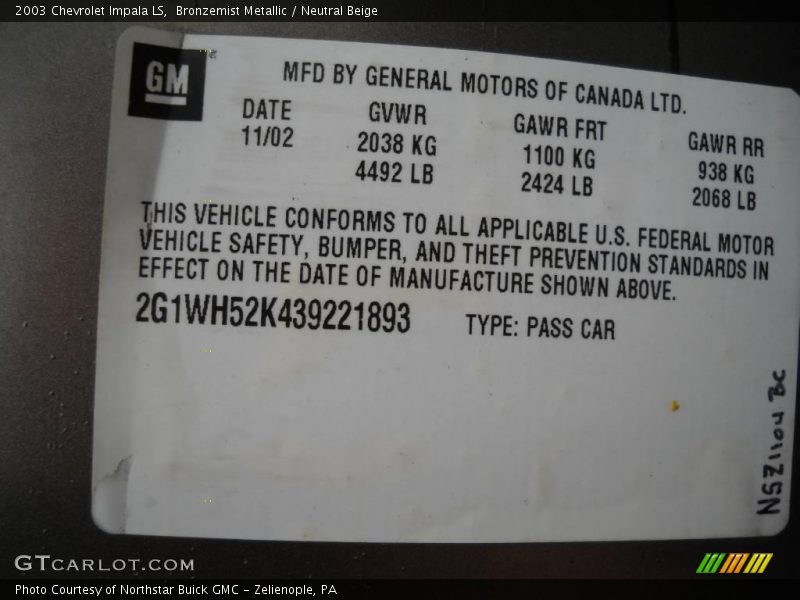 2003 Chevrolet Impala LS, Bronzemist Metallic / Neutral Beige
GM
MFD BY GENERAL MOTORS OF CANADA LTD.
DATE GVWR GAWR FRT GAWR RR
11/02 2038 KG 1100 KG 938 KG
4492 LB 2424 LB 2068 LB
THIS VEHICLE CONFORMS TO ALL APPLICABLE U.S. FEDERAL MOTOR
VEHICLE SAFETY, BUMPER, AND THEFT PREVENTION STANDARDS IN
EFFECT ON THE DATE OF MANUFACTURE SHOWN ABOVE.
2G1WH52K439221893 TYPE: PASS CAR
NSZ1104 BC
GTCARLOT.COM
Photo Courtesy of Northstar Buick GMC - Zelienople, PA